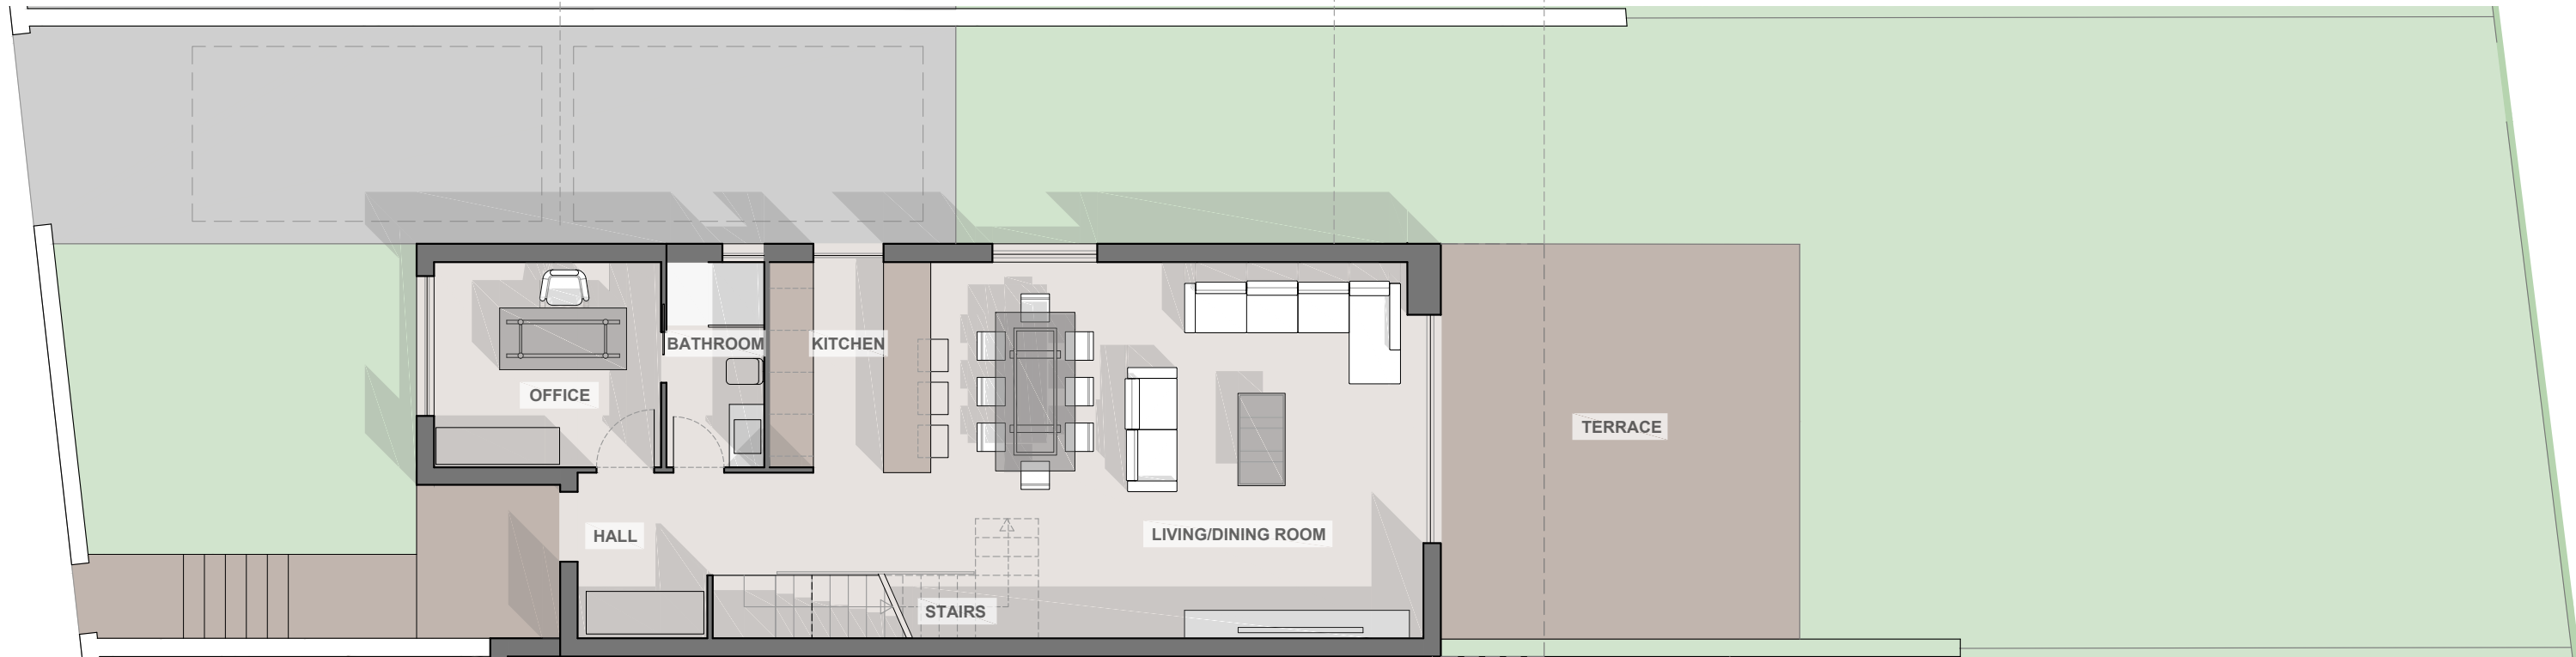 BATHROOM
KITCHEN
OFFICE
TERRACE
HALL
LIVING/DINING ROOM
STAIRS